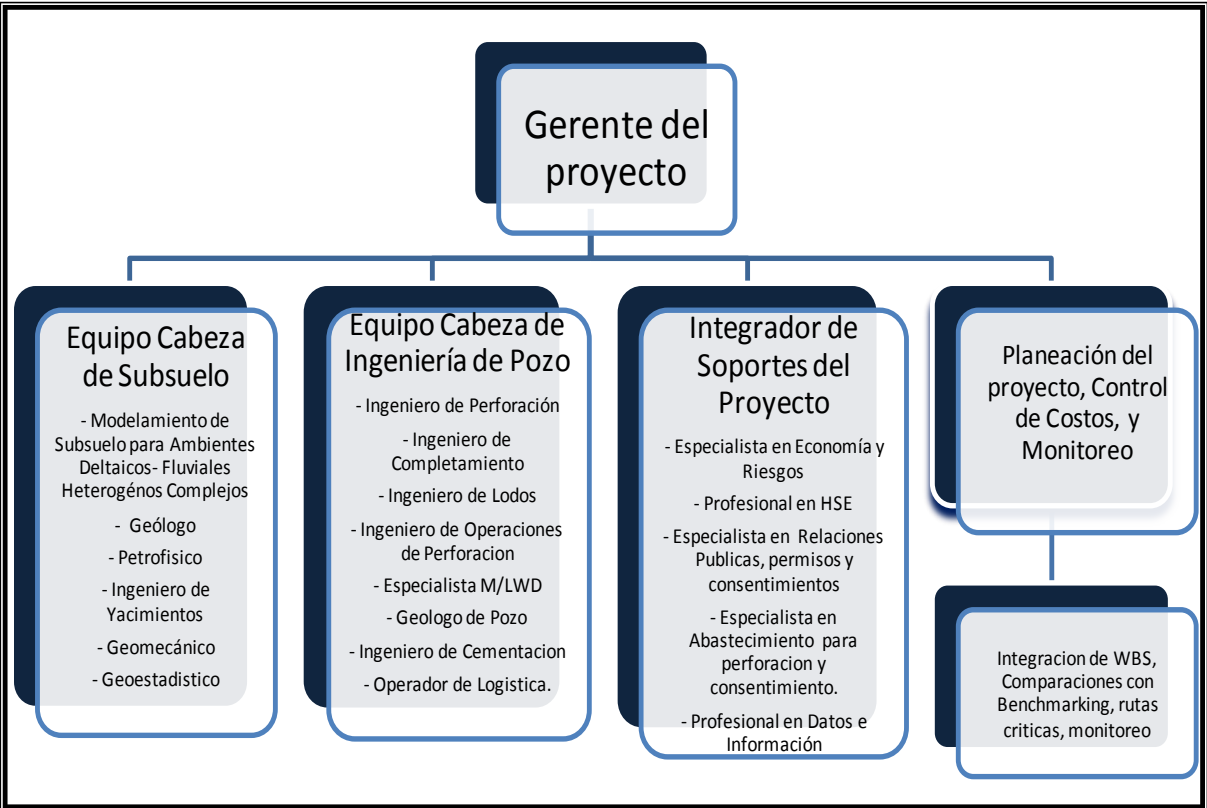 Gerente del
proyecto
Equipo Cabeza
de Subsuelo
- Modelamiento de
Subsuelo para Ambientes
Deltaicos- Fluviales
Heterogénos Complejos
- Geólogo
- Petrofisico
- Ingeniero de
Yacimientos
- Geomecánico
- Geoestadistico
Equipo Cabeza de
Ingeniería de Pozo
- Ingeniero de Perforación
- Ingeniero de
Completamiento
- Ingeniero de Lodos
- Ingeniero de Operaciones
de Perforacion
- Especialista M/LWD
- Geologo de Pozo
- Ingeniero de Cementacion
- Operador de Logistica.
Integrador de
Soportes del
Proyecto
- Especialista en Economía y
Riesgos
- Profesional en HSE
- Especialista en Relaciones
Publicas, permisos y
consentimientos
- Especialista en
Abastecimiento para
perforacion y
consentimiento.
- Profesional en Datos e
Información
Planeación del
proyecto, Control
de Costos, y
Monitoreo
Integracion de WBS,
Comparaciones con
Benchmarking, rutas
criticas, monitoreo